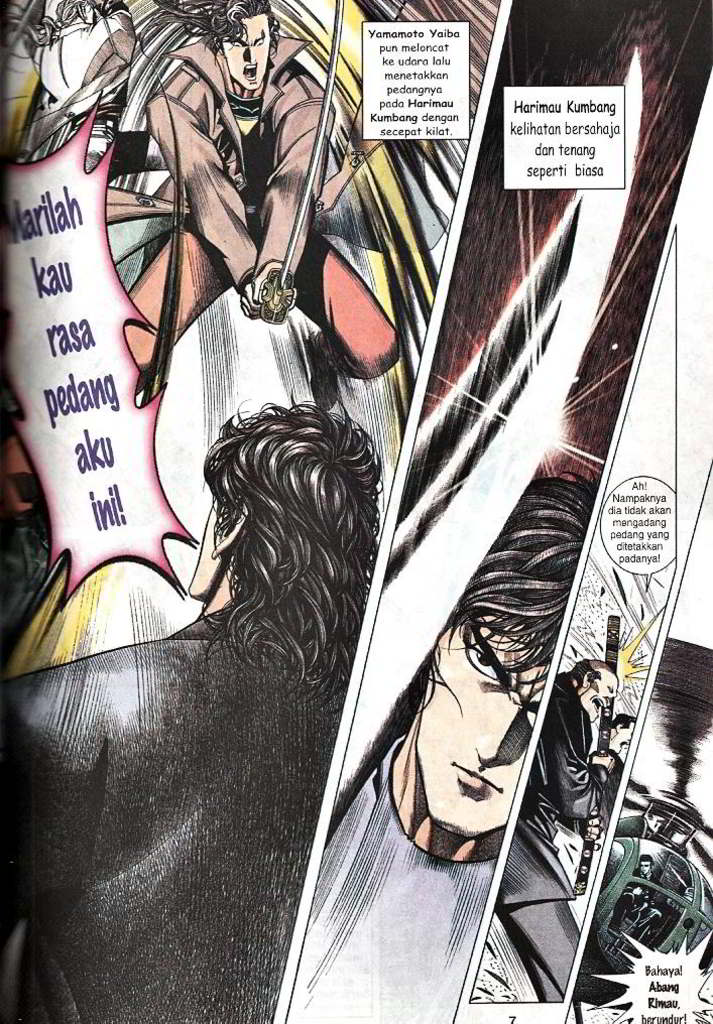 Yamamoto Yaiba
pun meloncat
ke udara lalu
menetakkan
pedangnya
pada Harimau
Kumbang dengan
secepat kilat.
Marilah
kau
rasa
pedang
aku
ini!
Harimau Kumbang
kelihatan bersahaja
dan tenang
seperti biasa
Ah!
Nampaknya
dia tidak akan
mengadang
pedang yang
ditetakkan
padanya!
Bahaya!
Abang
Rimau,
berundur!
7